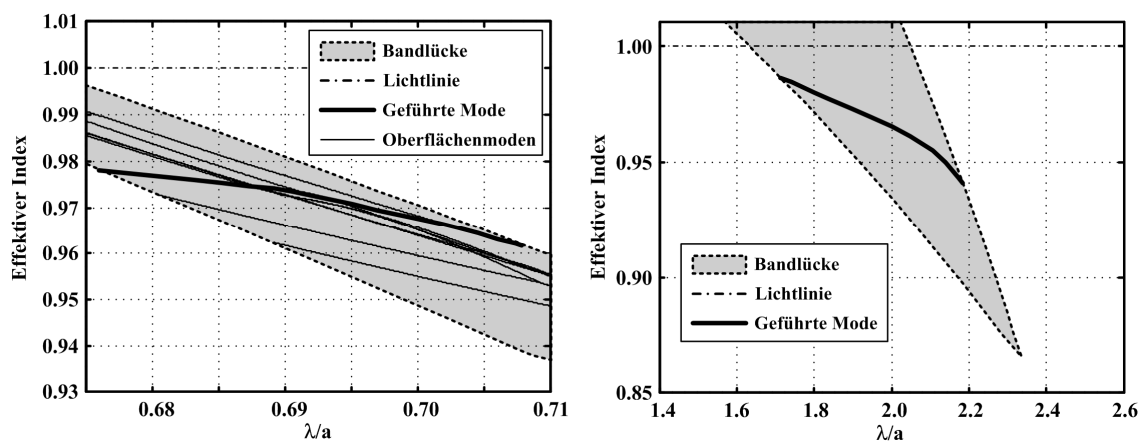 1.01
1.00
0.99
0.98
0.97
0.96
0.95
0.94
0.93
Effektiver Index
Bandlücke
Lichtlinie
Geführte Mode
Oberflächenmoden
0.68
0.69
0.70
0.71
λ/a
1.00
0.95
0.90
0.85
Effektiver Index
Bandlücke
Lichtlinie
Geführte Mode
1.4
1.6
1.8
2.0
2.2
2.4
2.6
λ/a